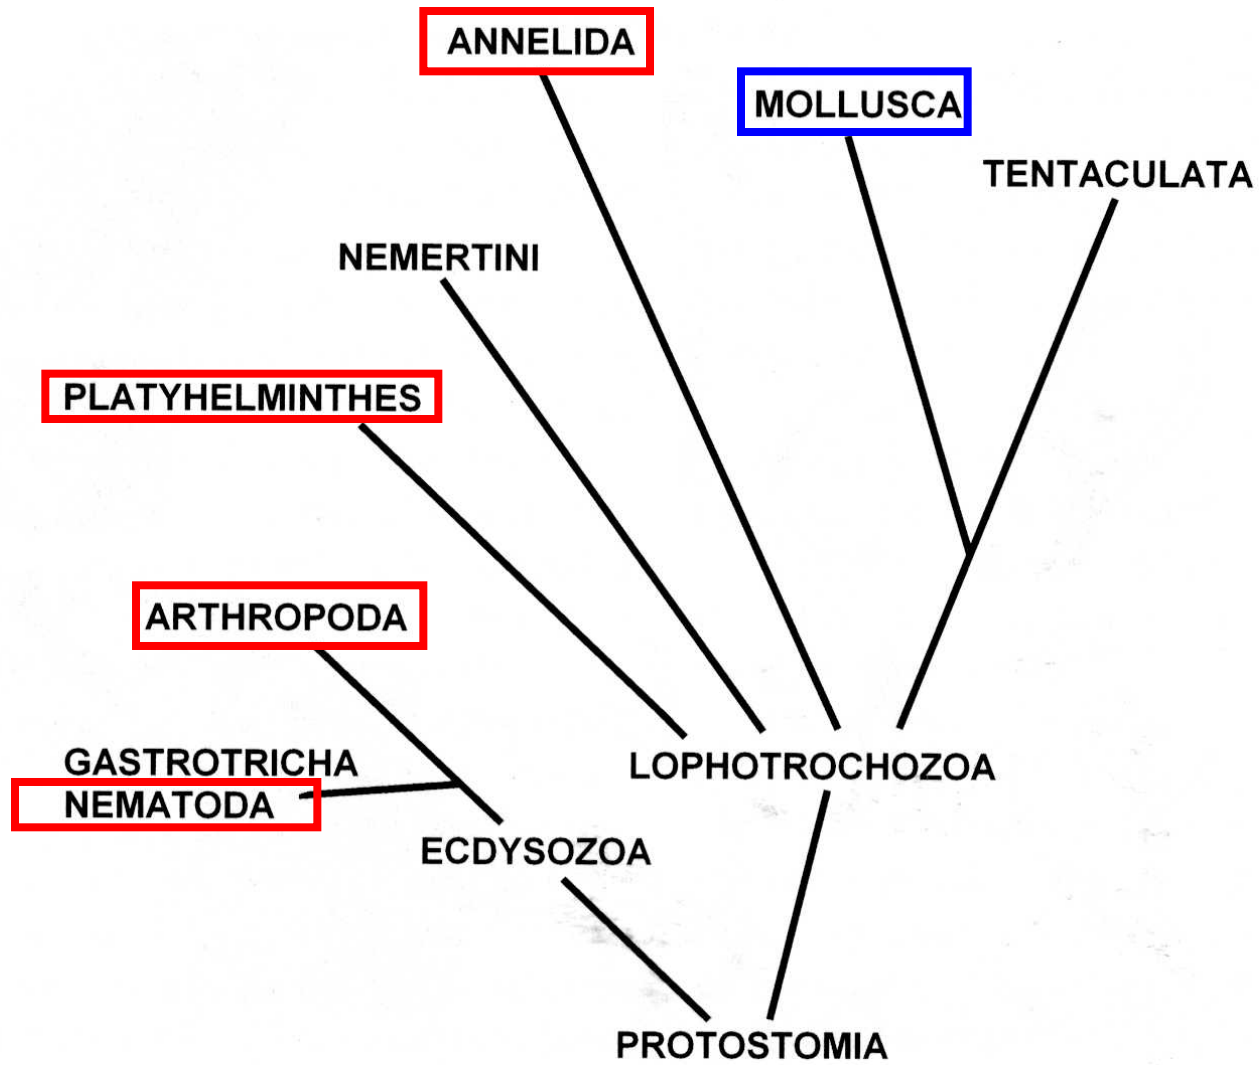 ANNELIDA
MOLLUSCA
TENTACULATA
NEMERTINI
PLATYHELMINTHES
ARTHROPODA
GASTROTRICHA
NEMATODA
LOPHOTROCHOZOA
ECDYSOZOA
PROTOSTOMIA